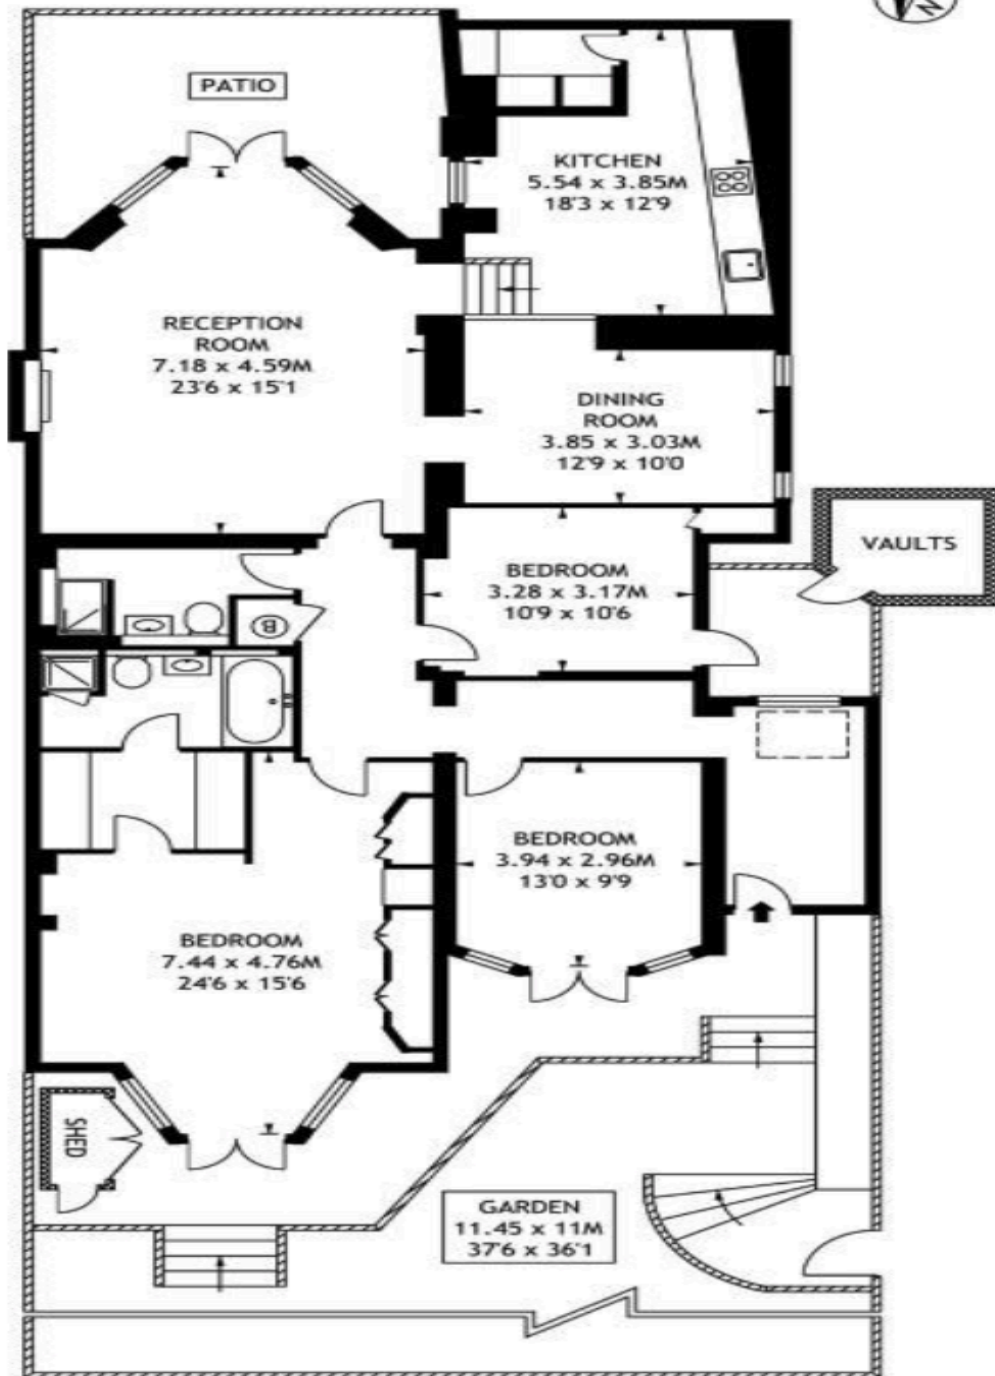 N
PATIO
KITCHEN
5.54 x 3.85M
18'3 x 12'9
RECEPTION
ROOM
7.18 x 4.59M
23'6 x 15'1
DINING
ROOM
3.85 x 3.03M
12'9 x 10'0
VAULTS
BEDROOM
3.28 x 3.17M
10'9 x 10'6
B
BEDROOM
3.94 x 2.96M
13'0 x 9'9
BEDROOM
7.44 x 4.76M
24'6 x 15'6
SHED
GARDEN
11.45 x 11M
37'6 x 36'1